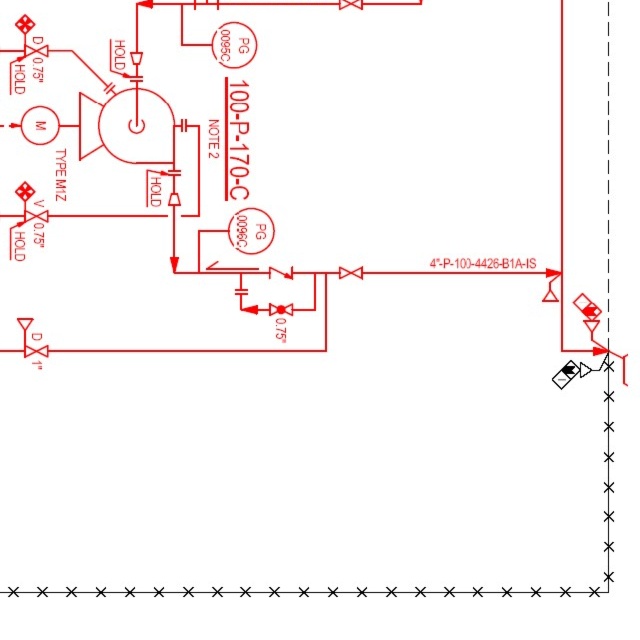 PG
0095C
D
0.75"
HOLD
HOLD
100-P-170-C
NOTE 2
M
TYPE M1Z
HOLD
V
0.75"
HOLD
PG
0096C
4"-P-100-4426-B1A-IS
0.75"
D
1"